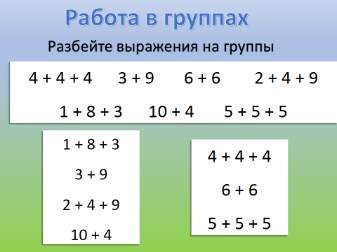 Работа в группах
Разбейте выражения на группы
4 + 4 + 4 3 + 9 6 + 6 2 + 4 + 9
1 + 8 + 3 10 + 4 5 + 5 + 5
1 + 8 + 3
3 + 9
2 + 4 + 9
10 + 4
4 + 4 + 4
6 + 6
5 + 5 + 5